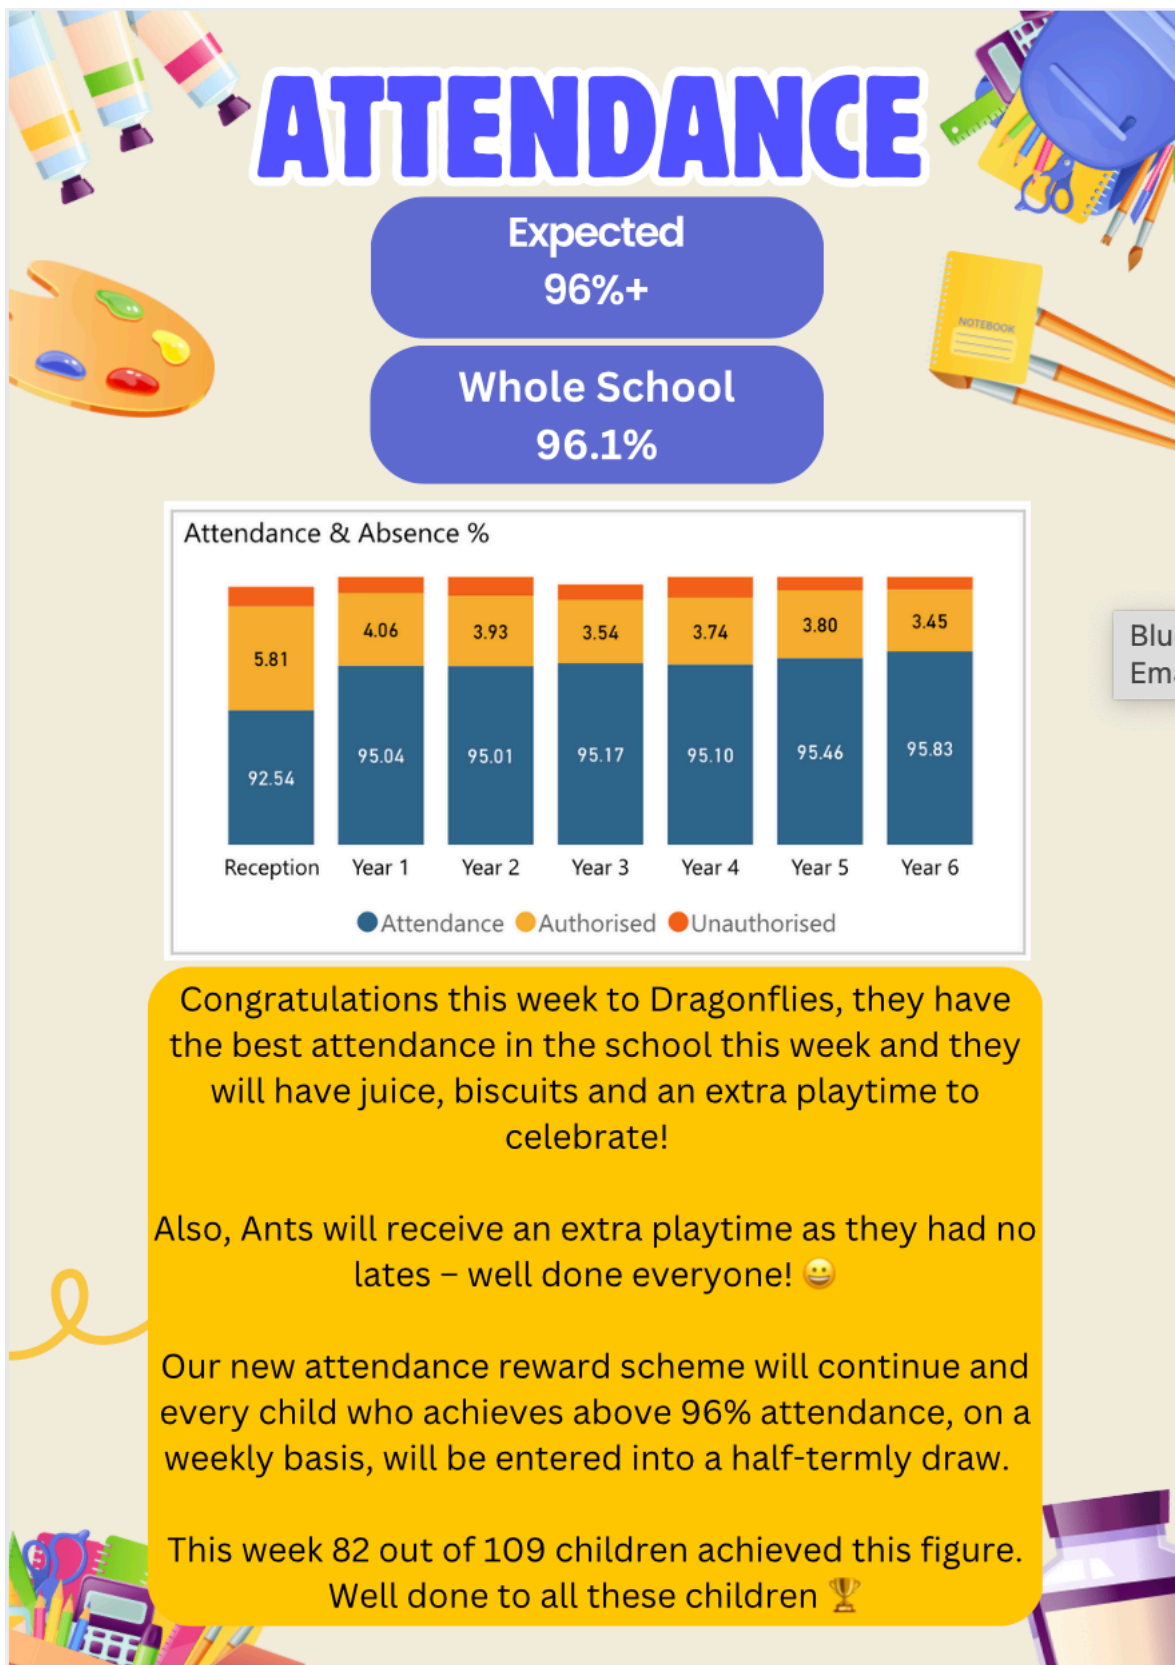 ATTENDANCE
Expected
96%+
Whole School
96.1%
NOTEBOOK
Attendance & Absence %
5.81
4.06
3.93
3.54
3.74
3.80
3.45
92.54
95.04
95.01
95.17
95.10
95.46
95.83
Reception Year 1 Year 2 Year 3 Year 4 Year 5 Year 6
Attendance Authorised Unauthorised
Blu
Ema
Congratulations this week to Dragonflies, they have
the best attendance in the school this week and they
will have juice, biscuits and an extra playtime to
celebrate!
Also, Ants will receive an extra playtime as they had no
lates – well done everyone! 😀
Our new attendance reward scheme will continue and
every child who achieves above 96% attendance, on a
weekly basis, will be entered into a half-termly draw.
This week 82 out of 109 children achieved this figure.
Well done to all these children 🏆